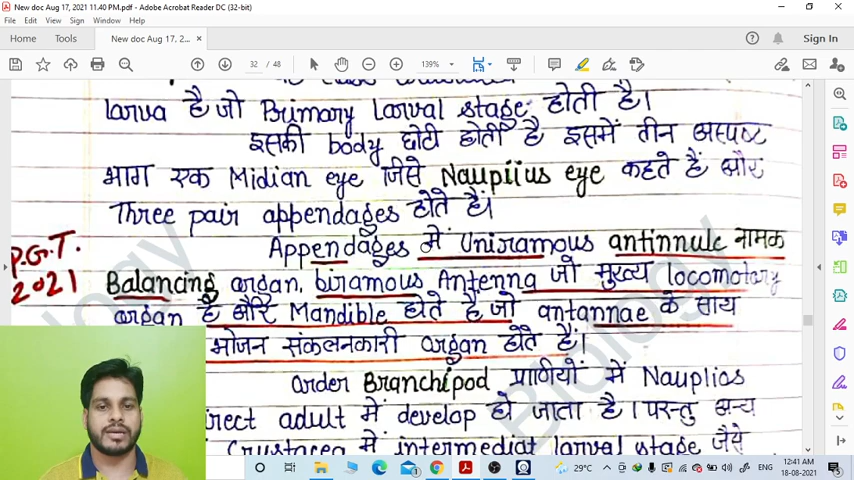 New doc Aug 17, 2021 11.40 PM.pdf - Adobe Acrobat Reader DC (32-bit)
File Edit View Sign Window Help
Home Tools New doc Aug 17, 2... × Sign In
32 / 48 139%
larva है जो Primary Larval stage होती है।
इसकी body छोटी होती है इसमें तीन अस्पष्ट
भाग एक Midian eye जिसे Naupiius eye कहते हैं और
Three pair appendages होते हैं।
Appendages में Uniramous antinnule नामक
P.G.T. 2021
Balancing organ, biramous Antenna जो मुख्य locomotary
organ है और Mandible होते है जो antannae के साथ
भोजन संकलनकारी organ होते हैं।
order Branchipod प्राणीयों में Nauplius
direct adult में develop हो जाता है। परन्तु अन्य
Crustacea में intermediat larval stage जैसे
Biology
29°C ENG 12:41 AM
18-08-2021